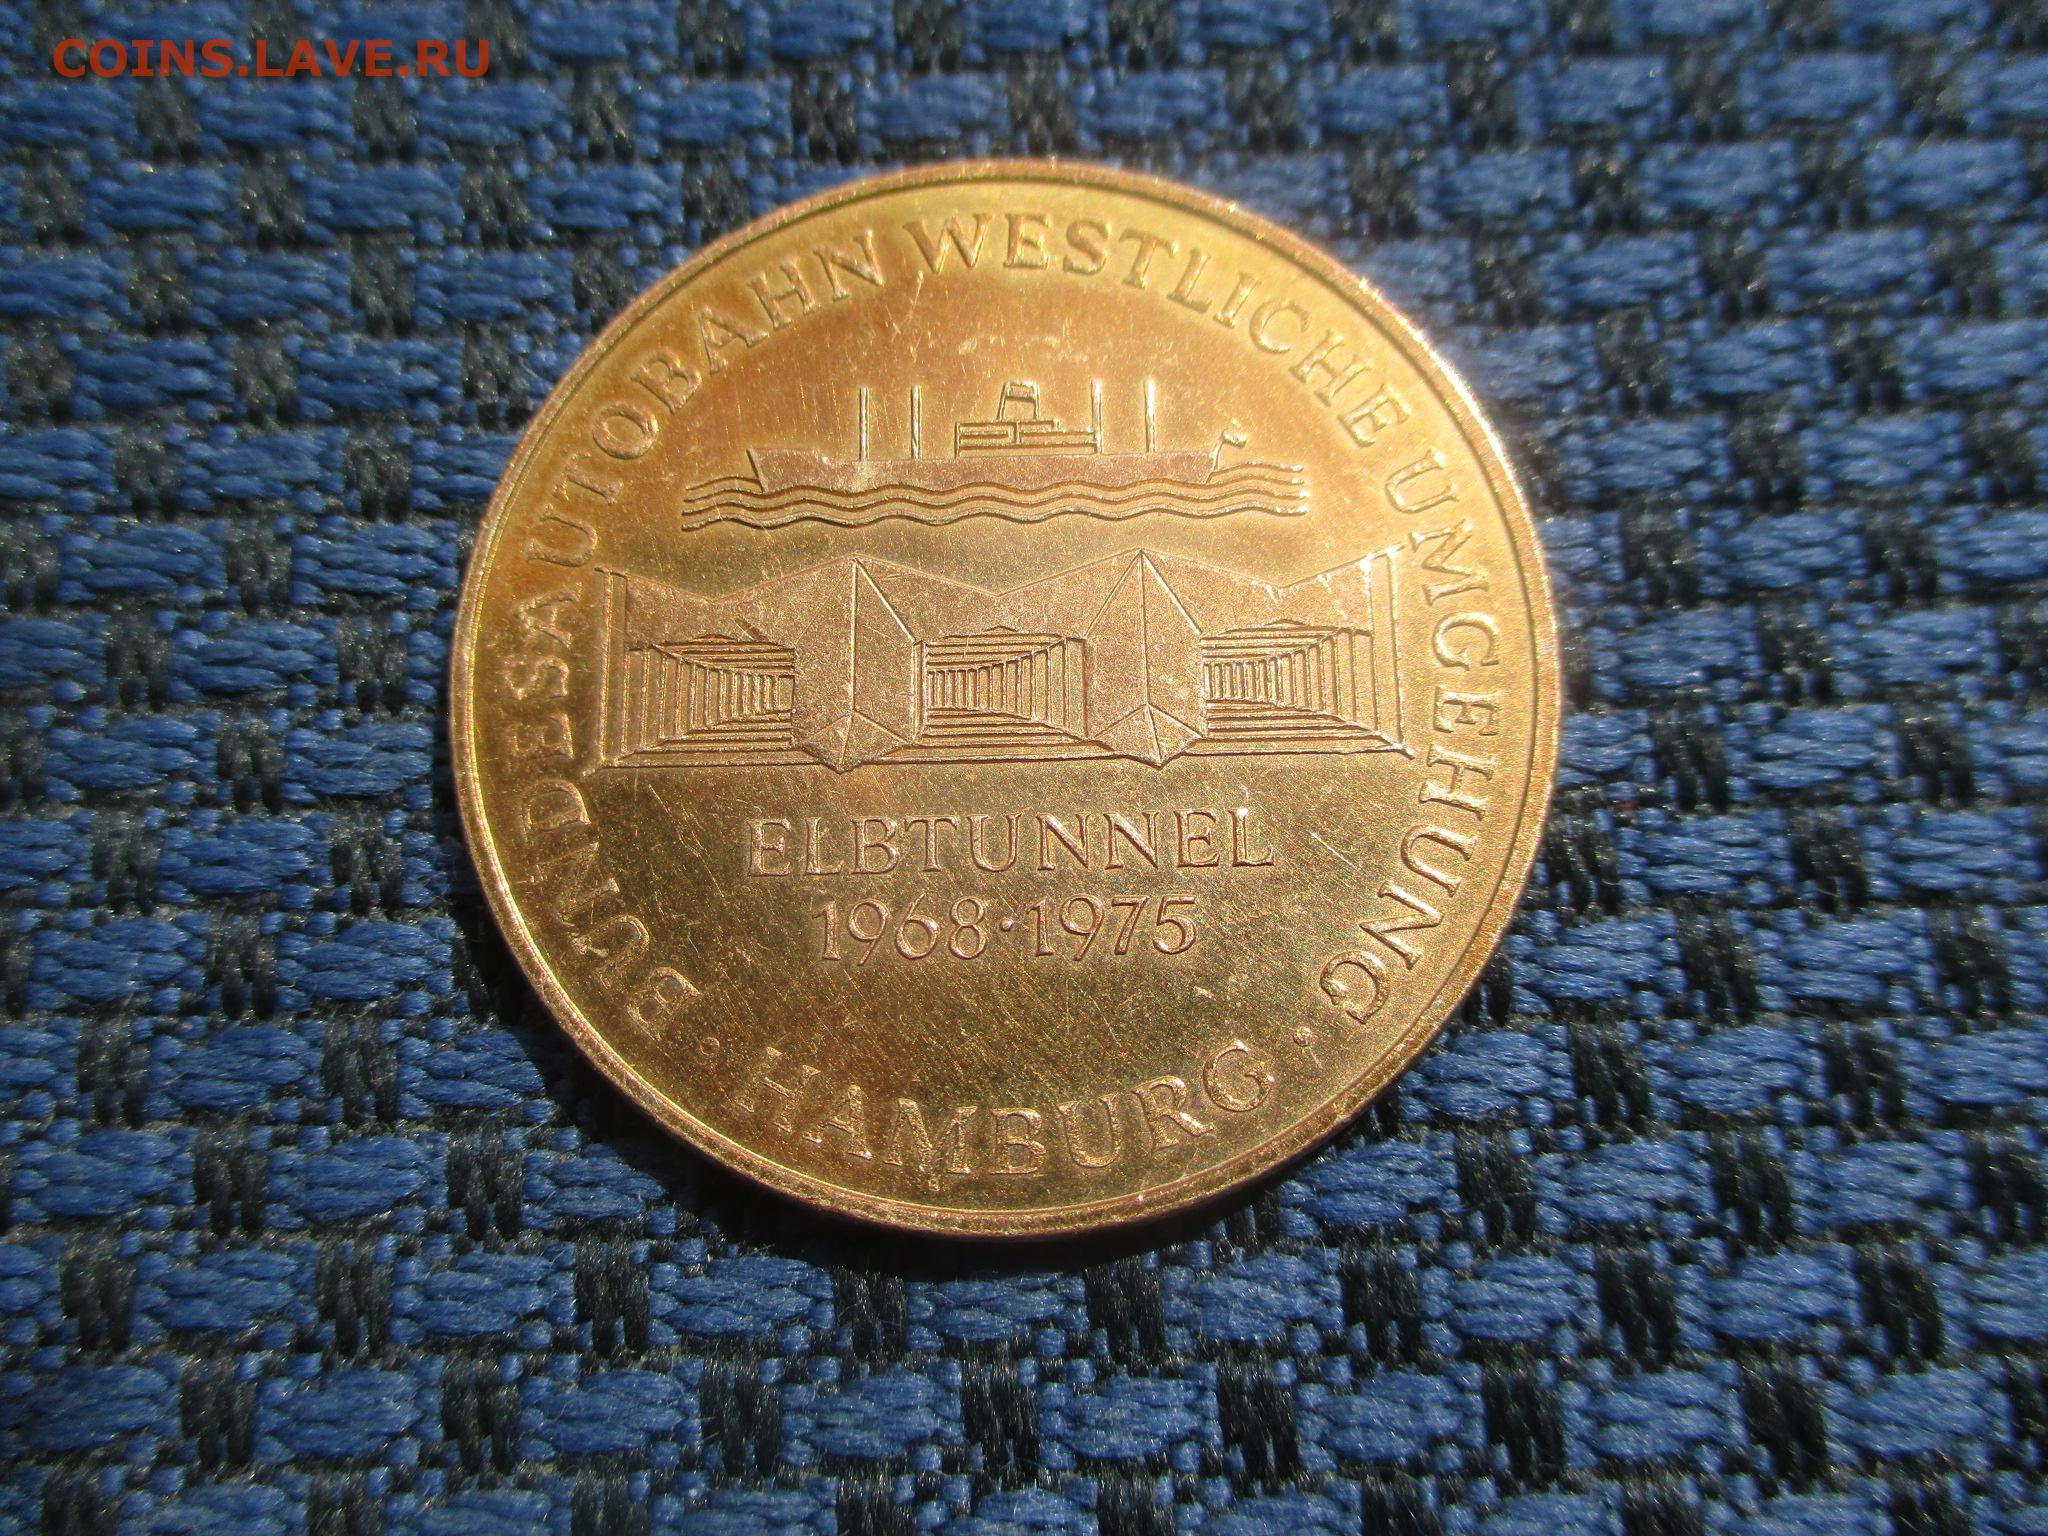 COINS.LAVE.RU
BUNDESAUTOBAHN WESTLICHE UMGEHUNG
ELBTUNNEL
1968·1975
· HAMBURG ·